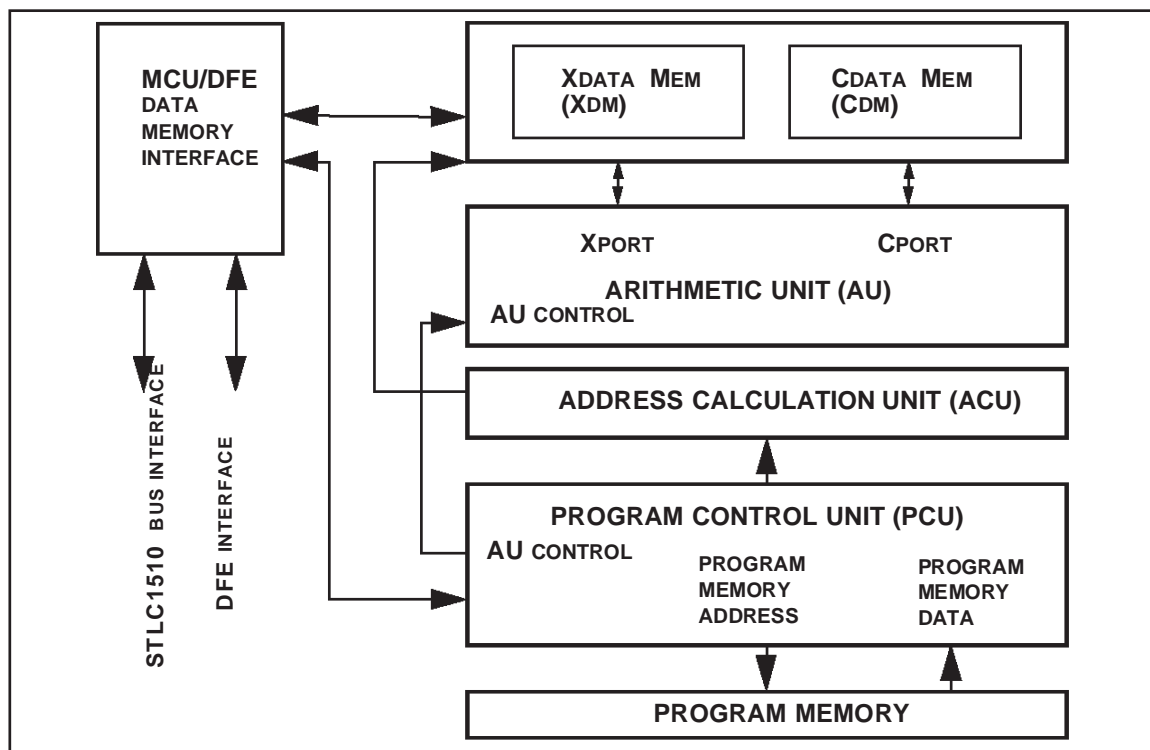 MCU/DFE
DATA
MEMORY
INTERFACE
XDATA MEM
(XDM)
CDATA MEM
(CDM)
XPORT
CPORT
ARITHMETIC UNIT (AU)
AU CONTROL
ADDRESS CALCULATION UNIT (ACU)
PROGRAM CONTROL UNIT (PCU)
AU CONTROL
PROGRAM
MEMORY
ADDRESS
PROGRAM
MEMORY
DATA
PROGRAM MEMORY
STLC1510 BUS INTERFACE
DFE INTERFACE